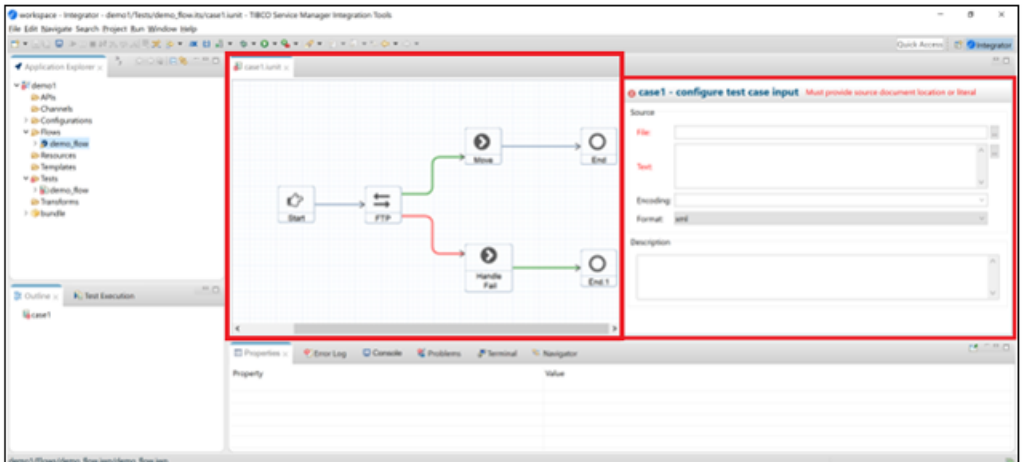 workspace - Integrator - demo1/Tests/demo_flow.its/case1.iunit - TIBCO Service Manager Integration Tools
File Edit Navigate Search Project Run Window Help
Quick Access
Integrator
Application Explorer
case1.iunit
demo1
APIs
Channels
Configurations
Flows
demo_flow
Resources
Templates
Tests
demo_flow
Transforms
bundle
Start
FTP
Move
End
Handle
Fail
End.1
case1 - configure test case input Must provide source document location or literal
Source
File:
Text:
Encoding:
Format: xml
Description
Outline
Test Execution
case1
Properties
Error Log
Console
Problems
Terminal
Navigator
Property Value